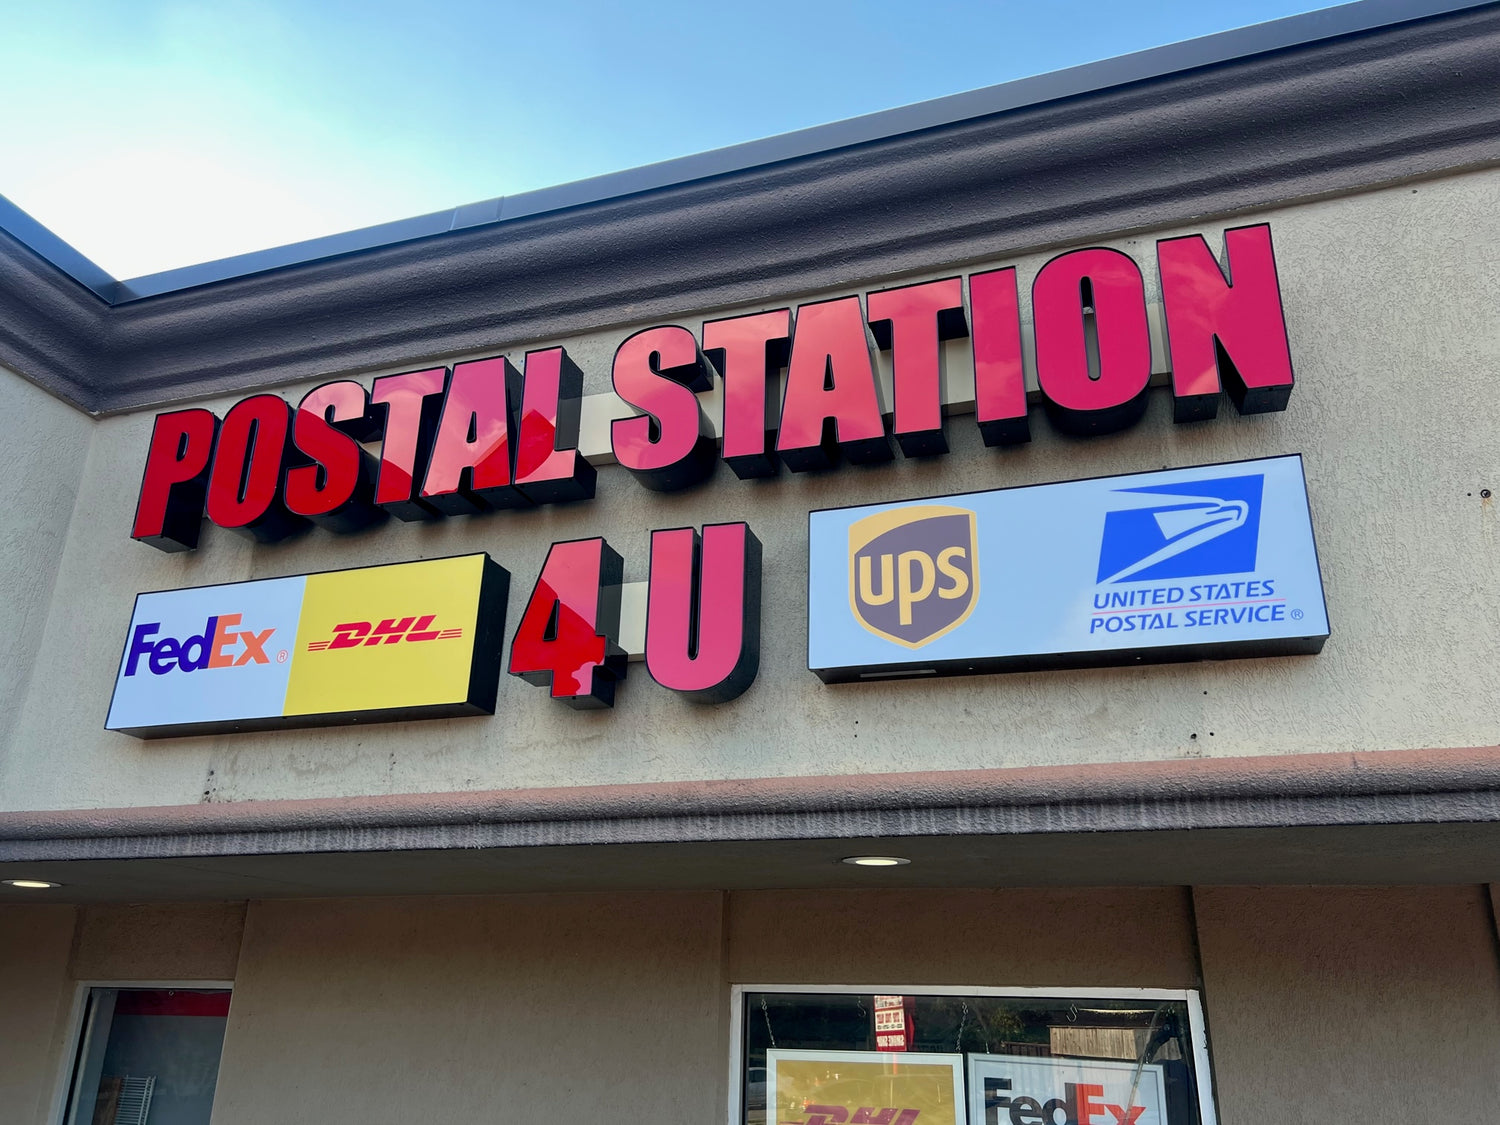 POSTAL STATION
4U
FedEx®
DHL
ups
UNITED STATES
POSTAL SERVICE®
DHL
FedEx